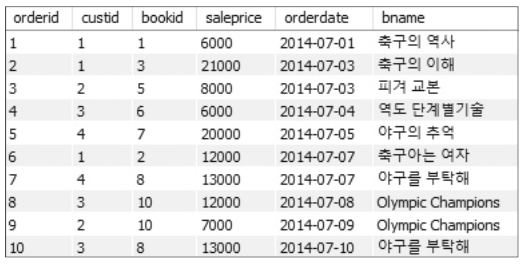 orderid custid bookid saleprice orderdate bname
1 1 1 6000 2014-07-01 축구의 역사
2 1 3 21000 2014-07-03 축구의 이해
3 2 5 8000 2014-07-03 피겨 교본
4 3 6 6000 2014-07-04 역도 단계별기술
5 4 7 20000 2014-07-05 야구의 추억
6 1 2 12000 2014-07-07 축구아는 여자
7 4 8 13000 2014-07-07 야구를 부탁해
8 3 10 12000 2014-07-08 Olympic Champions
9 2 10 7000 2014-07-09 Olympic Champions
10 3 8 13000 2014-07-10 야구를 부탁해